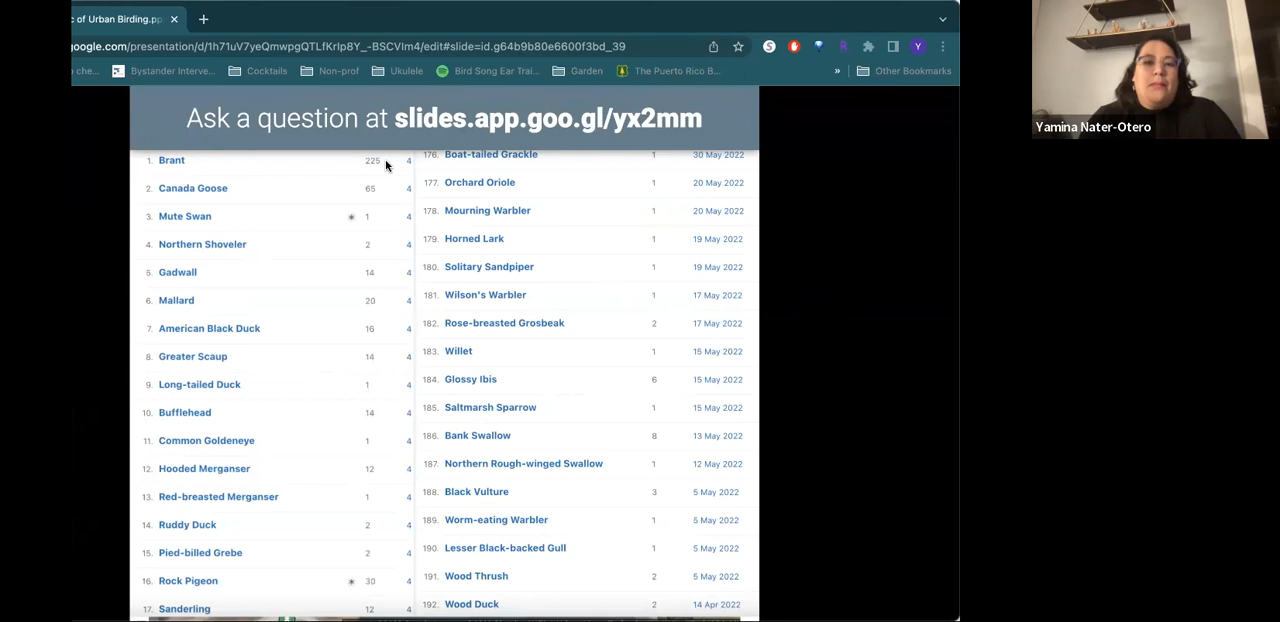 c of Urban Birding.pp
google.com/presentation/d/1h71uV7yeQmwpgQTLfKrIp8Y_-BSCVIm4/edit#slide=id.g64b9b80e6600f3bd_39
che...
Bystander Interve...
Cocktails
Non-prof
Ukulele
Bird Song Ear Trai...
Garden
The Puerto Rico B...
»
Other Bookmarks
Ask a question at slides.app.goo.gl/yx2mm
1. Brant 225 4
2. Canada Goose 65 4
3. Mute Swan 1 4
4. Northern Shoveler 2 4
5. Gadwall 14 4
6. Mallard 20 4
7. American Black Duck 16 4
8. Greater Scaup 14 4
9. Long-tailed Duck 1 4
10. Bufflehead 14 4
11. Common Goldeneye 1 4
12. Hooded Merganser 12 4
13. Red-breasted Merganser 1 4
14. Ruddy Duck 2 4
15. Pied-billed Grebe 2 4
16. Rock Pigeon 30 4
17. Sanderling 12 4
176. Boat-tailed Grackle 1 30 May 2022
177. Orchard Oriole 1 20 May 2022
178. Mourning Warbler 1 20 May 2022
179. Horned Lark 1 19 May 2022
180. Solitary Sandpiper 1 19 May 2022
181. Wilson's Warbler 1 17 May 2022
182. Rose-breasted Grosbeak 2 17 May 2022
183. Willet 1 15 May 2022
184. Glossy Ibis 6 15 May 2022
185. Saltmarsh Sparrow 1 15 May 2022
186. Bank Swallow 8 13 May 2022
187. Northern Rough-winged Swallow 1 12 May 2022
188. Black Vulture 3 5 May 2022
189. Worm-eating Warbler 1 5 May 2022
190. Lesser Black-backed Gull 1 5 May 2022
191. Wood Thrush 2 5 May 2022
192. Wood Duck 2 14 Apr 2022
Yamina Nater-Otero